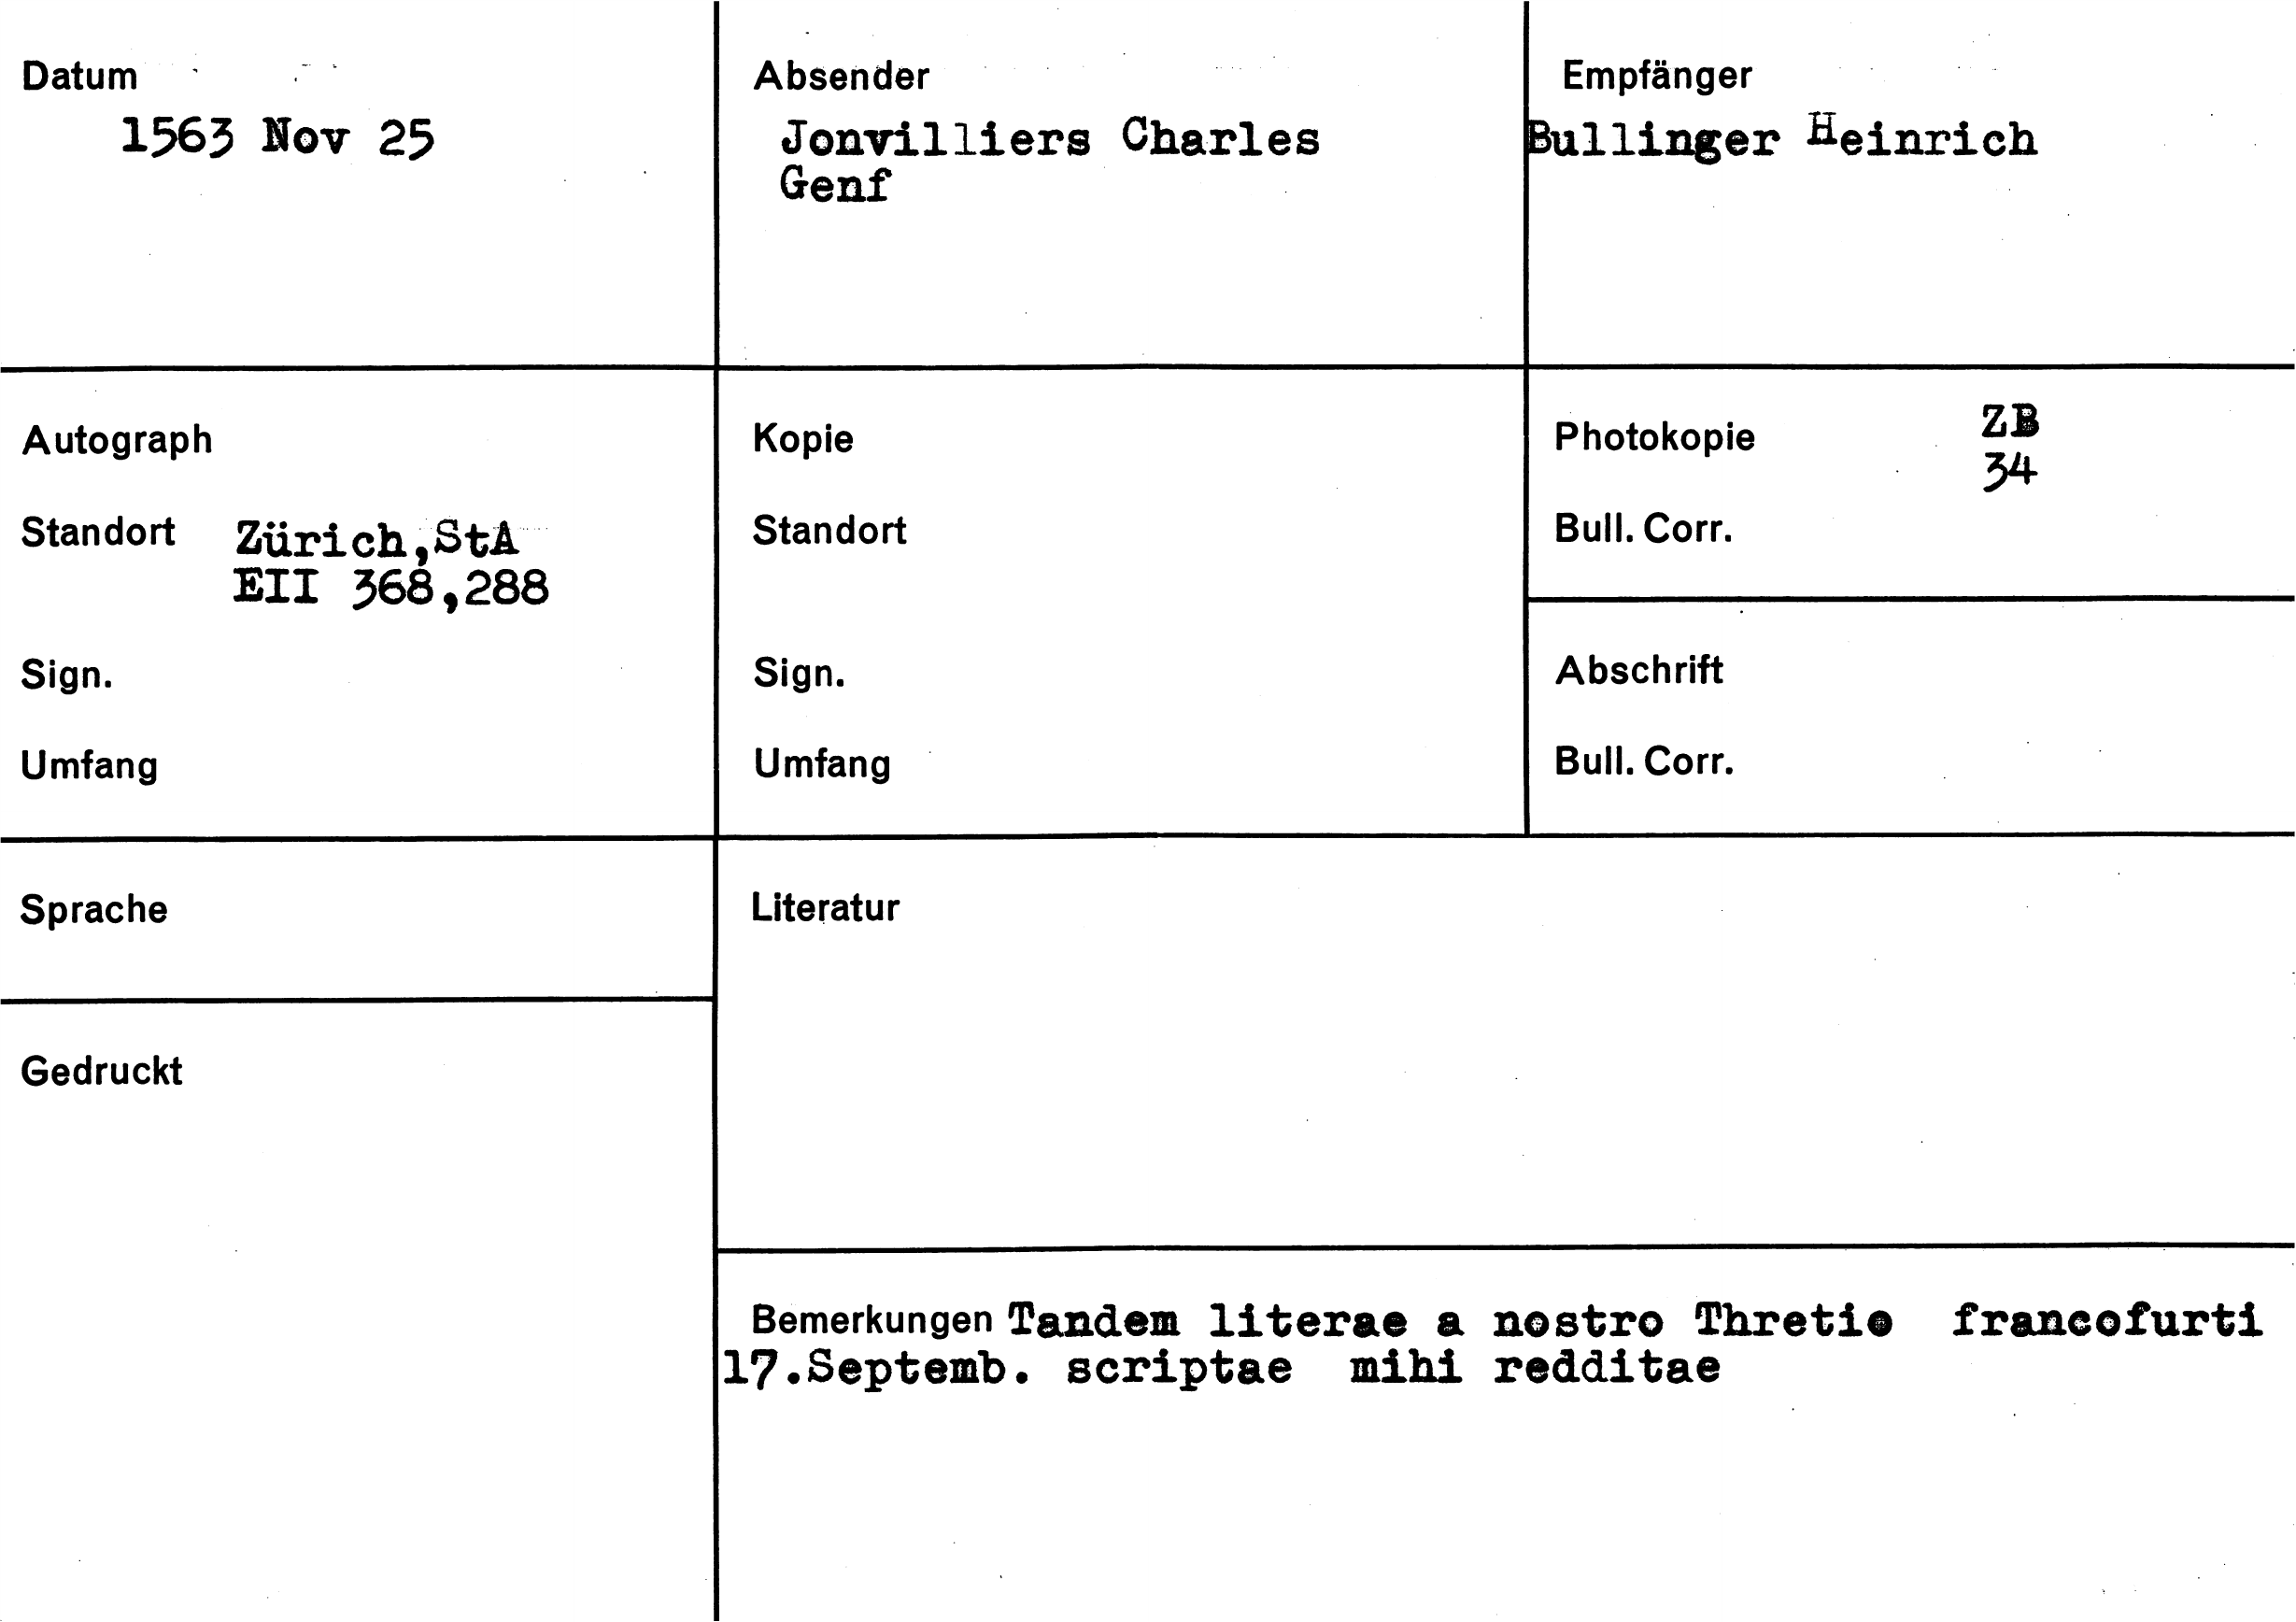 Datum
1563 Nov 25
Absender
Jonvilliers Charles
Genf
Empfänger
Bullinger Heinrich
Autograph
Standort Zürich,StA
EII 368,288
Sign.
Umfang
Kopie
Standort
Sign.
Umfang
Photokopie ZB
34
Bull. Corr.
Abschrift
Bull. Corr.
Sprache
Gedruckt
Literatur
Bemerkungen Tandem literae a nostro Thretio francofurti
17.Septemb. scriptae mihi redditae